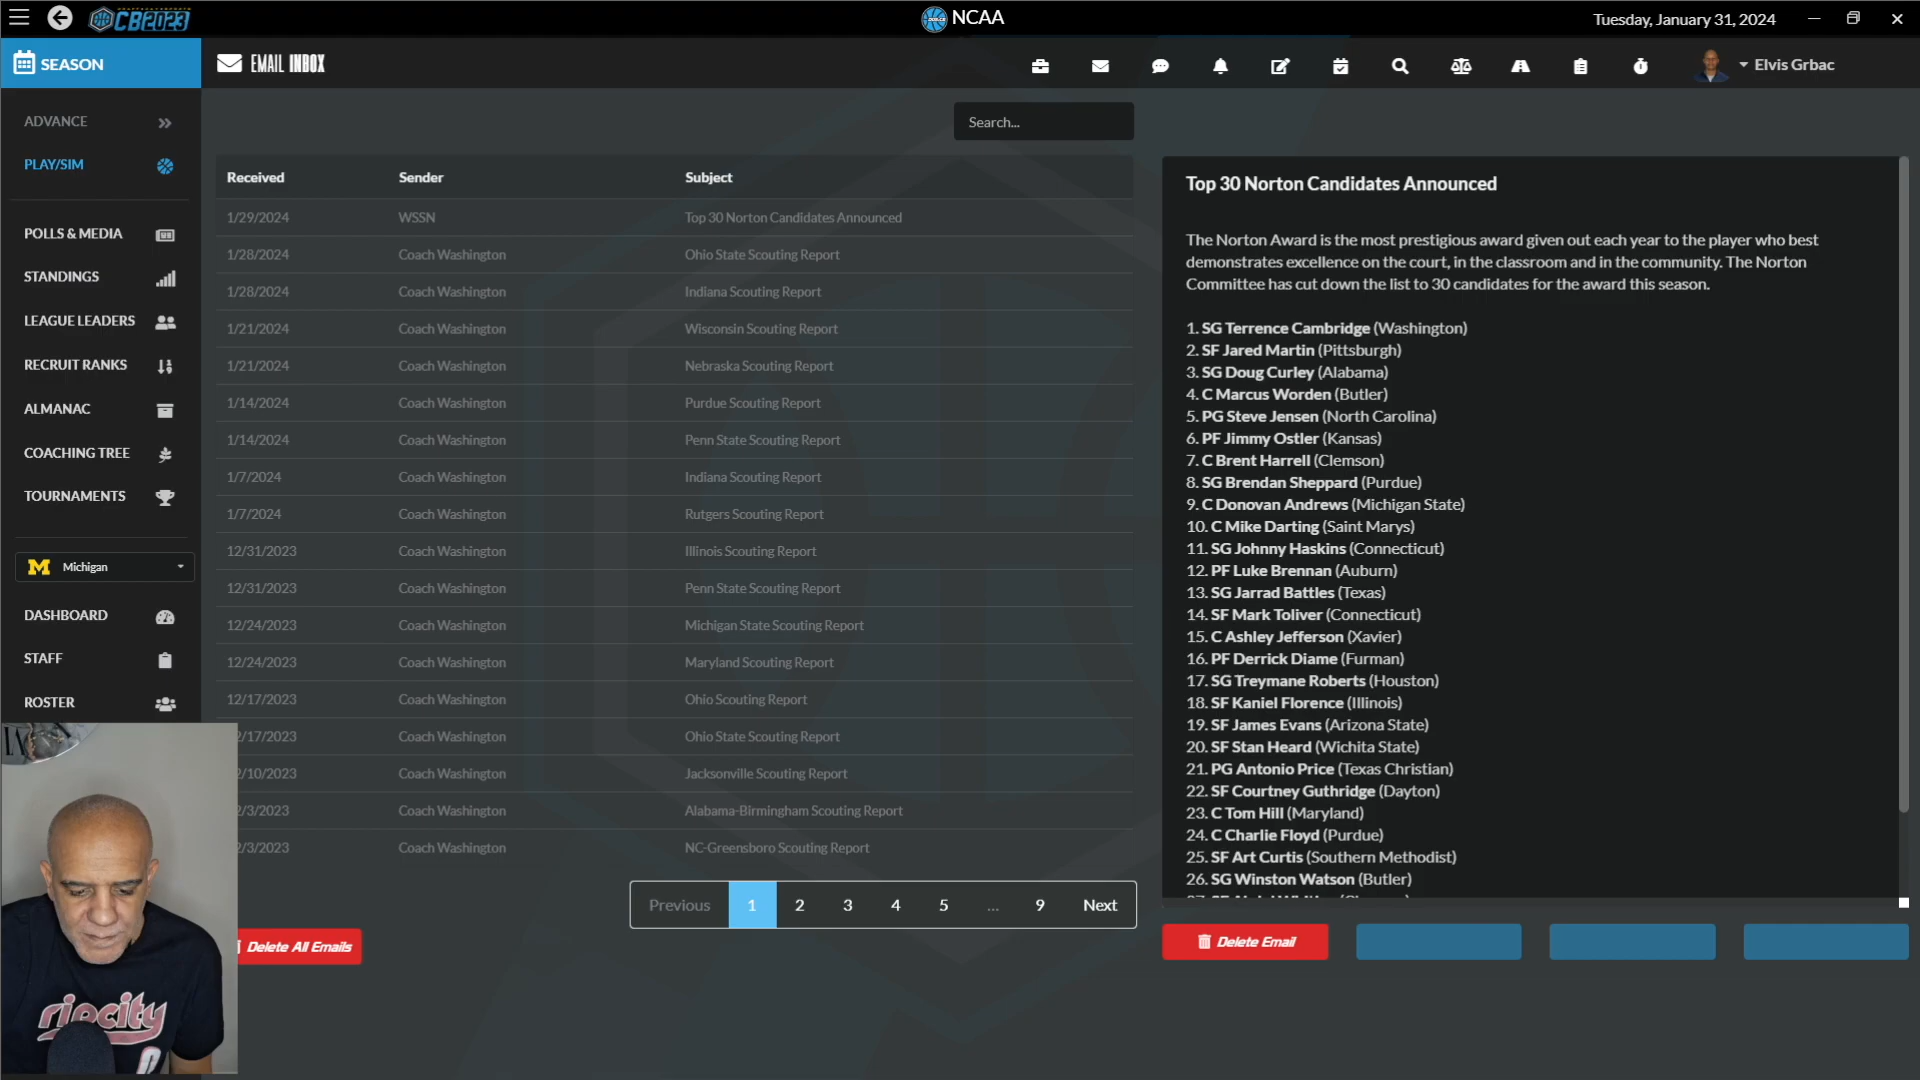 CB2023
NCAA
Tuesday, January 31, 2024
SEASON
EMAIL INBOX
Elvis Grbac
ADVANCE
PLAY/SIM
POLLS & MEDIA
STANDINGS
LEAGUE LEADERS
RECRUIT RANKS
ALMANAC
COACHING TREE
TOURNAMENTS
Michigan
DASHBOARD
STAFF
ROSTER
Search...
Received Sender Subject
1/29/2024 WSSN Top 30 Norton Candidates Announced
1/28/2024 Coach Washington Ohio State Scouting Report
1/28/2024 Coach Washington Indiana Scouting Report
1/21/2024 Coach Washington Wisconsin Scouting Report
1/21/2024 Coach Washington Nebraska Scouting Report
1/14/2024 Coach Washington Purdue Scouting Report
1/14/2024 Coach Washington Penn State Scouting Report
1/7/2024 Coach Washington Indiana Scouting Report
1/7/2024 Coach Washington Rutgers Scouting Report
12/31/2023 Coach Washington Illinois Scouting Report
12/31/2023 Coach Washington Penn State Scouting Report
12/24/2023 Coach Washington Michigan State Scouting Report
12/24/2023 Coach Washington Maryland Scouting Report
12/17/2023 Coach Washington Ohio Scouting Report
2/17/2023 Coach Washington Ohio State Scouting Report
2/10/2023 Coach Washington Jacksonville Scouting Report
2/3/2023 Coach Washington Alabama-Birmingham Scouting Report
2/3/2023 Coach Washington NC-Greensboro Scouting Report
Previous 1 2 3 4 5 ... 9 Next
Delete All Emails
Top 30 Norton Candidates Announced
The Norton Award is the most prestigious award given out each year to the player who best
demonstrates excellence on the court, in the classroom and in the community. The Norton
Committee has cut down the list to 30 candidates for the award this season.
1. SG Terrence Cambridge (Washington)
2. SF Jared Martin (Pittsburgh)
3. SG Doug Curley (Alabama)
4. C Marcus Worden (Butler)
5. PG Steve Jensen (North Carolina)
6. PF Jimmy Ostler (Kansas)
7. C Brent Harrell (Clemson)
8. SG Brendan Sheppard (Purdue)
9. C Donovan Andrews (Michigan State)
10. C Mike Darting (Saint Marys)
11. SG Johnny Haskins (Connecticut)
12. PF Luke Brennan (Auburn)
13. SG Jarrad Battles (Texas)
14. SF Mark Toliver (Connecticut)
15. C Ashley Jefferson (Xavier)
16. PF Derrick Diame (Furman)
17. SG Treymane Roberts (Houston)
18. SF Kaniel Florence (Illinois)
19. SF James Evans (Arizona State)
20. SF Stan Heard (Wichita State)
21. PG Antonio Price (Texas Christian)
22. SF Courtney Guthridge (Dayton)
23. C Tom Hill (Maryland)
24. C Charlie Floyd (Purdue)
25. SF Art Curtis (Southern Methodist)
26. SG Winston Watson (Butler)
Delete Email
ripcity